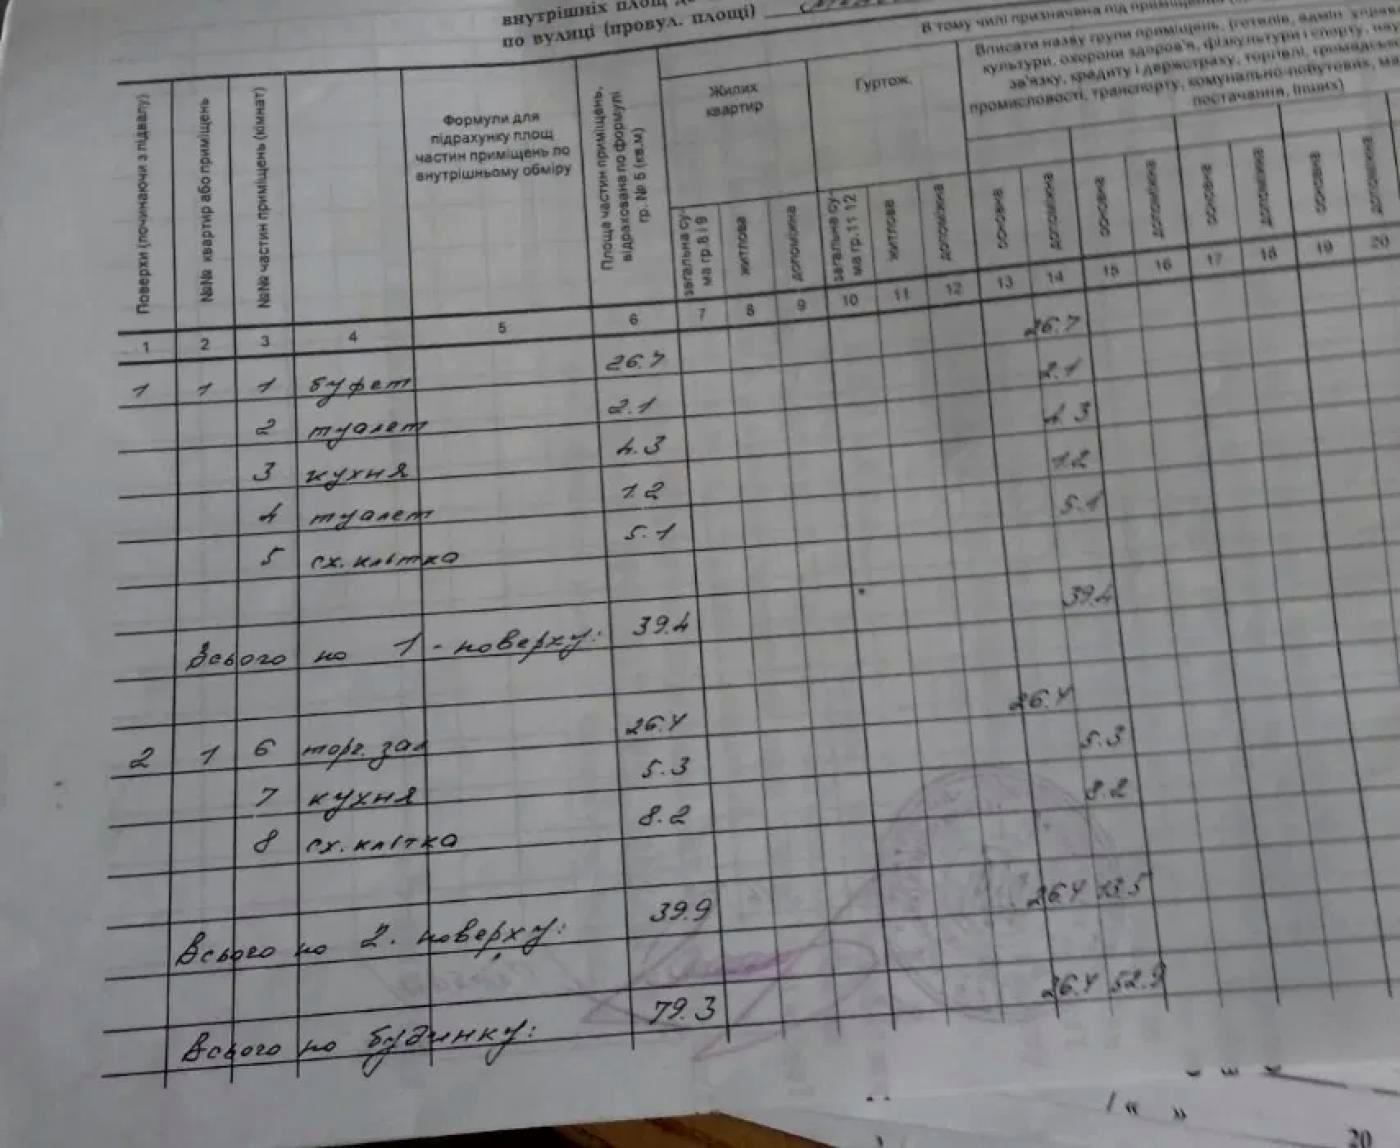 внутрішніх площ
по вулиці (провул. площі)
В тому числі призначена під приміщення
Вписати назву групи приміщень, (готелів, адмін управл
культури, охорони здоров'я, фізкультури і спорту, нау
зв'язку, кредиту і держстраху, торгівлі, громадсько
промисловості, транспорту, комунально-побутових, ма
постачання, інших)
Поверхи (починаючи з підвалу)
№№ квартир або приміщень
№№ частин приміщень (кімнат)
Формули для
підрахунку площ
частин приміщень по
внутрішньому обміру
Площа частин приміщень,
відрахована по формулі
гр. № 5 (кв.м)
Жилих
квартир
Гуртож.
загальна су-
ма гр.8 і 9
житлова
допоміжна
загальна су-
ма гр.11 12
житлова
допоміжна
основна
допоміжна
основна
допоміжна
основна
допоміжна
основна
допоміжна
1 2 3 4 5 6 7 8 9 10 11 12 13 14 15 16 17 18 19 20
1 1 1 буфет 26.7 26.7
2 туалет 2.1 2.1
3 кухня 4.3 4.3
4 туалет 1.2 1.2
5 сх.клітка 5.1 5.1
Всього по 1 - поверху: 39.4 39.4
2 1 6 торг.зал 26.4 26.4
7 кухня 5.3 5.3
8 сх.клітка 8.2 8.2
Всього по 2. поверху: 39.9 26.4 13.5
Всього по будинку: 79.3 26.4 52.9
« »
20